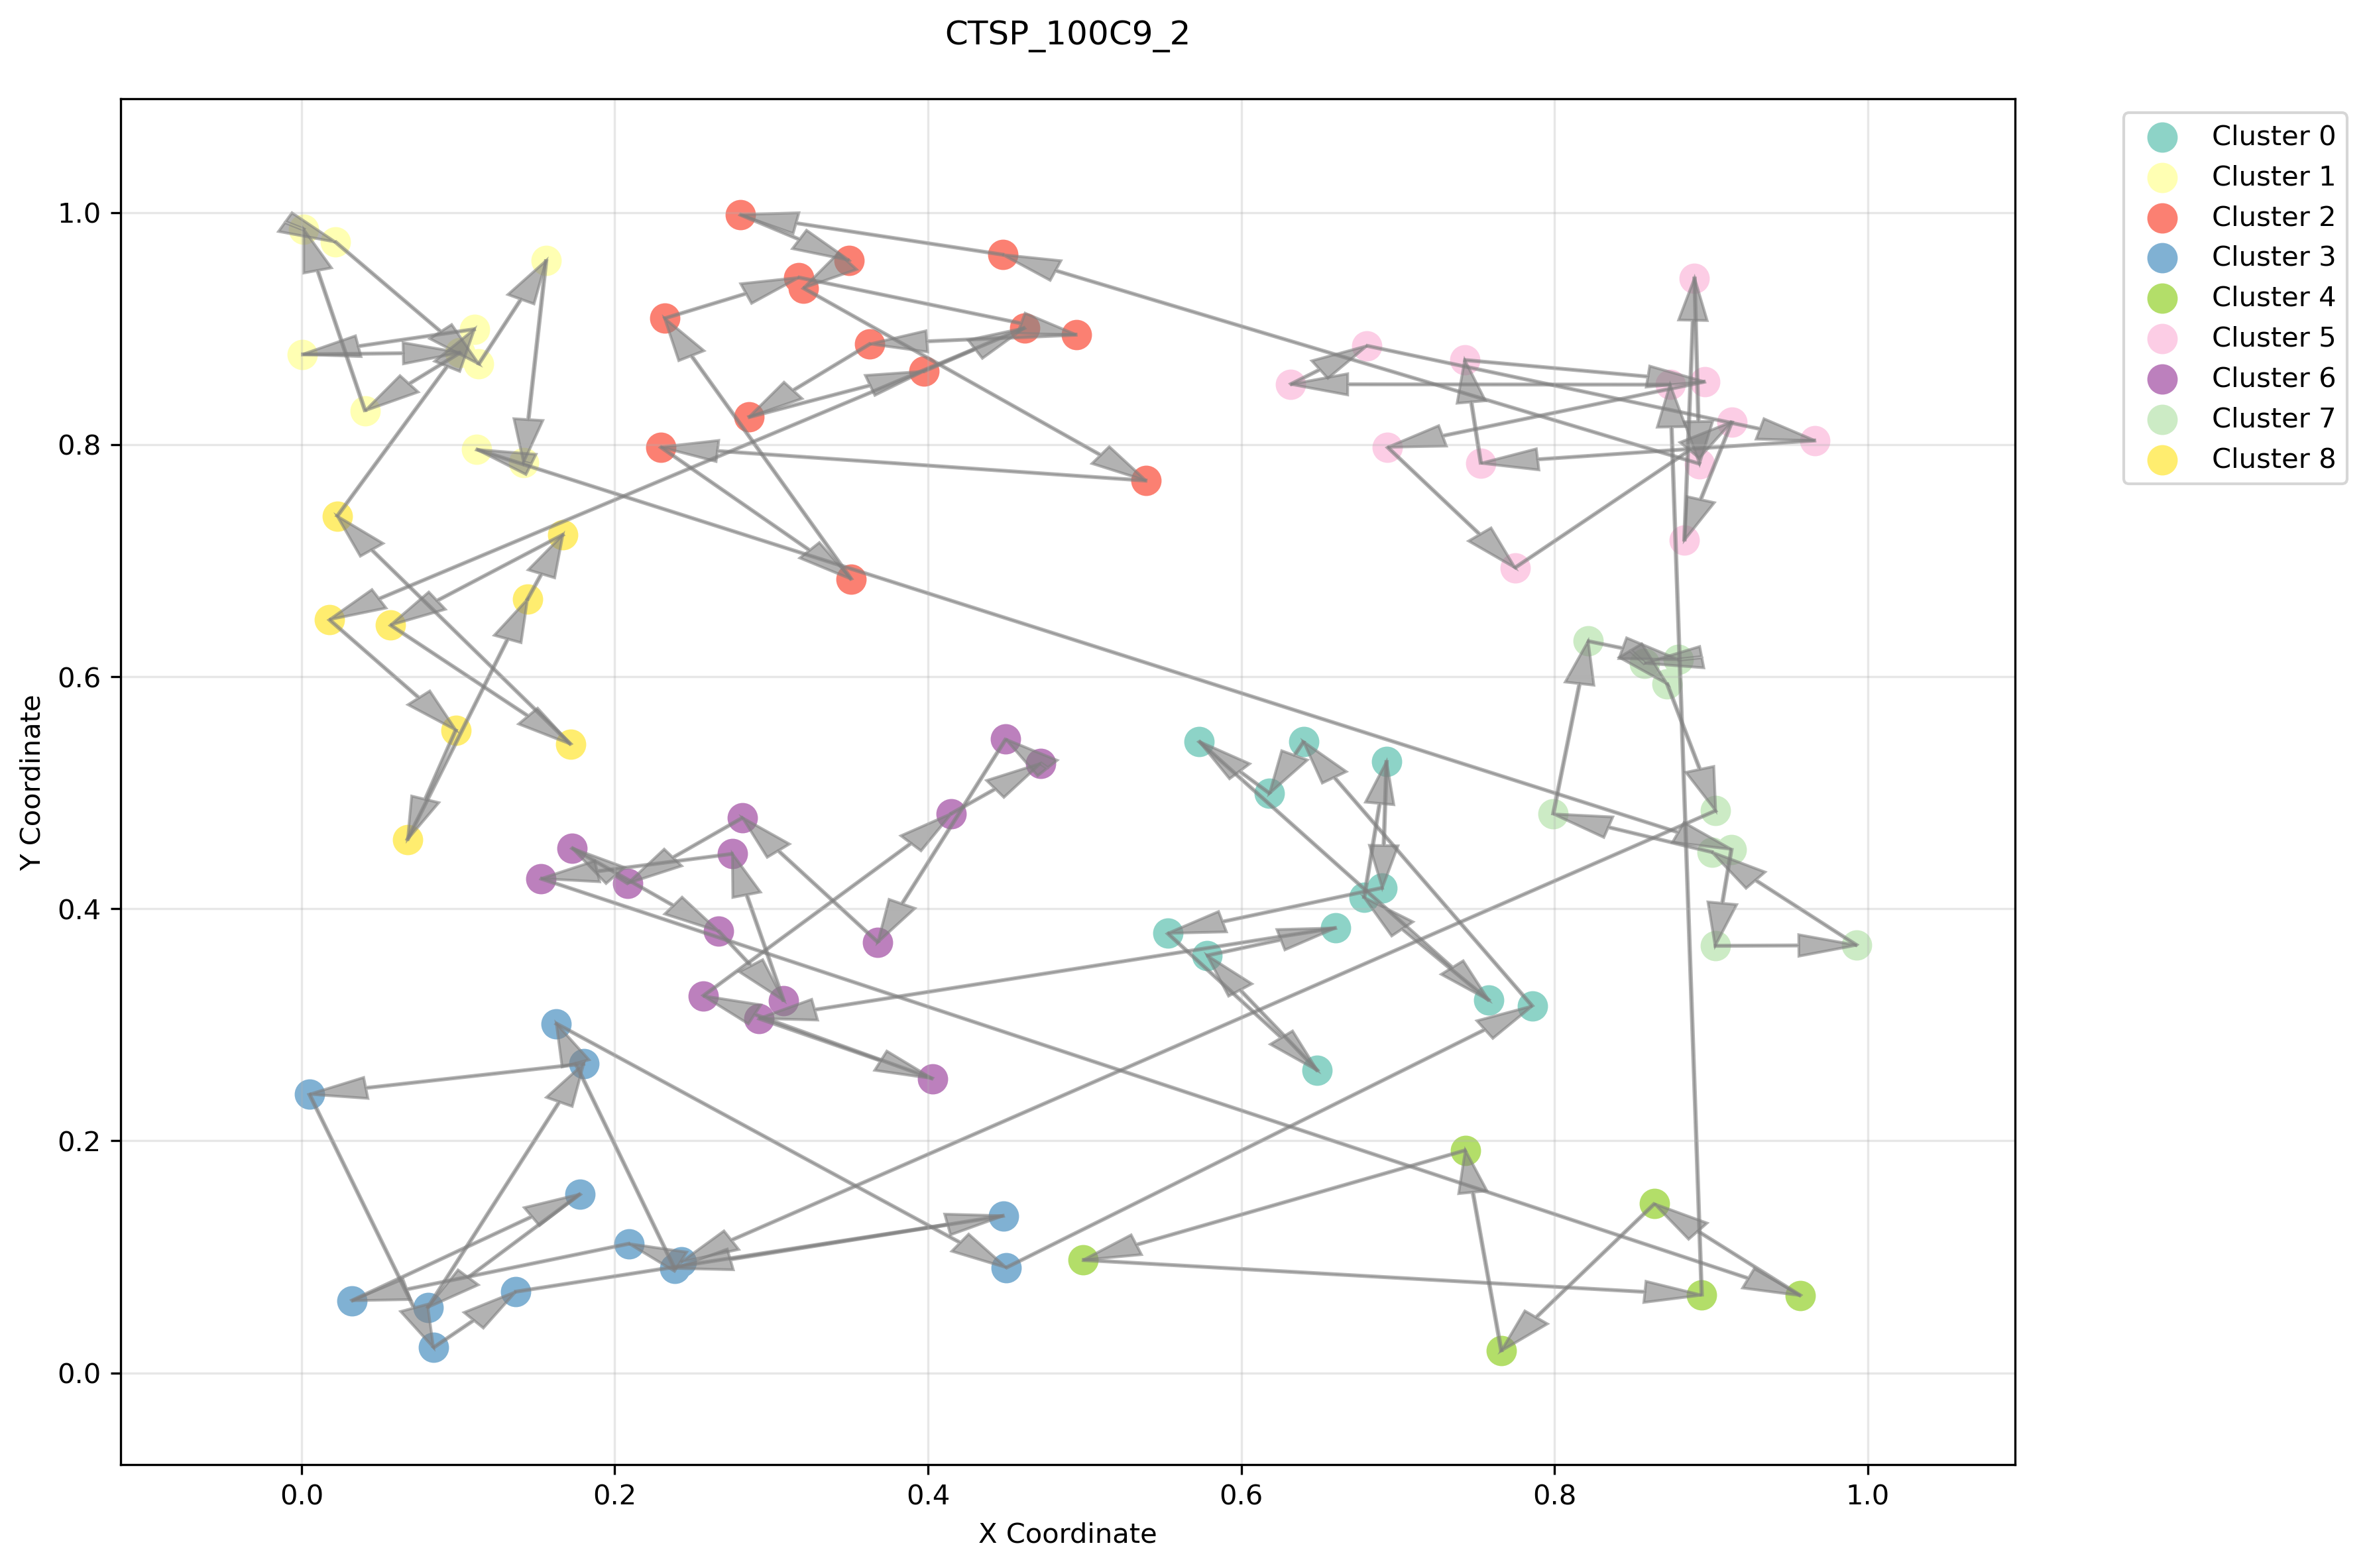 CTSP_100C9_2
Cluster 0
Cluster 1
Cluster 2
Cluster 3
Cluster 4
Cluster 5
Cluster 6
Cluster 7
Cluster 8
1.0
0.8
0.6
0.4
0.2
0.0
Y Coordinate
0.0 0.2 0.4 0.6 0.8 1.0
X Coordinate